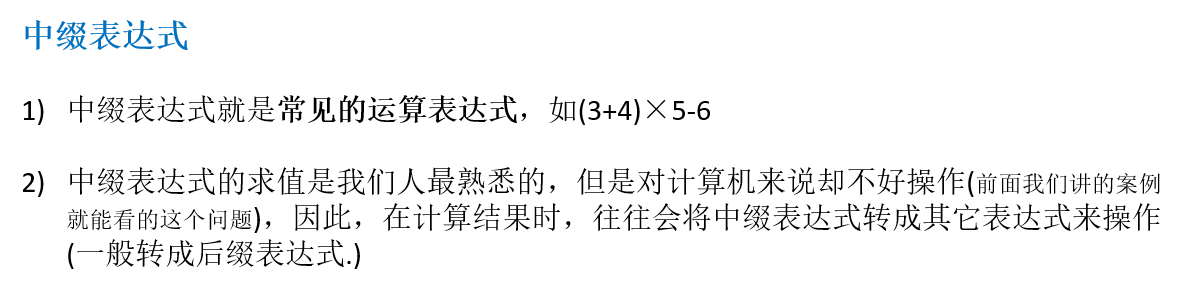 中缀表达式
1) 中缀表达式就是常见的运算表达式，如(3+4)×5-6
2) 中缀表达式的求值是我们人最熟悉的，但是对计算机来说却不好操作(前面我们讲的案例
就能看的这个问题)，因此，在计算结果时，往往会将中缀表达式转成其它表达式来操作
(一般转成后缀表达式.)